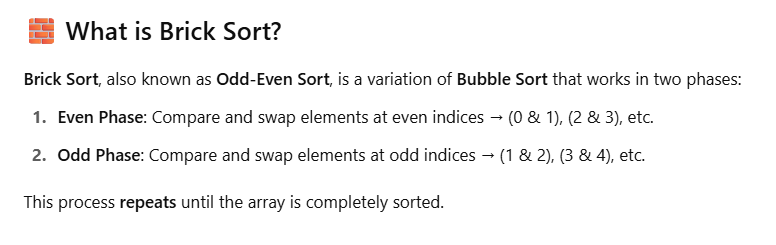 🧱 What is Brick Sort?
Brick Sort, also known as Odd-Even Sort, is a variation of Bubble Sort that works in two phases:
1. Even Phase: Compare and swap elements at even indices → (0 & 1), (2 & 3), etc.
2. Odd Phase: Compare and swap elements at odd indices → (1 & 2), (3 & 4), etc.
This process repeats until the array is completely sorted.